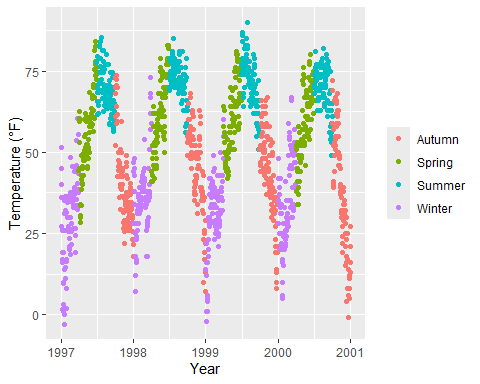 Temperature (°F)
75
50
25
0
1997
1998
1999
2000
2001
Year
Autumn
Spring
Summer
Winter